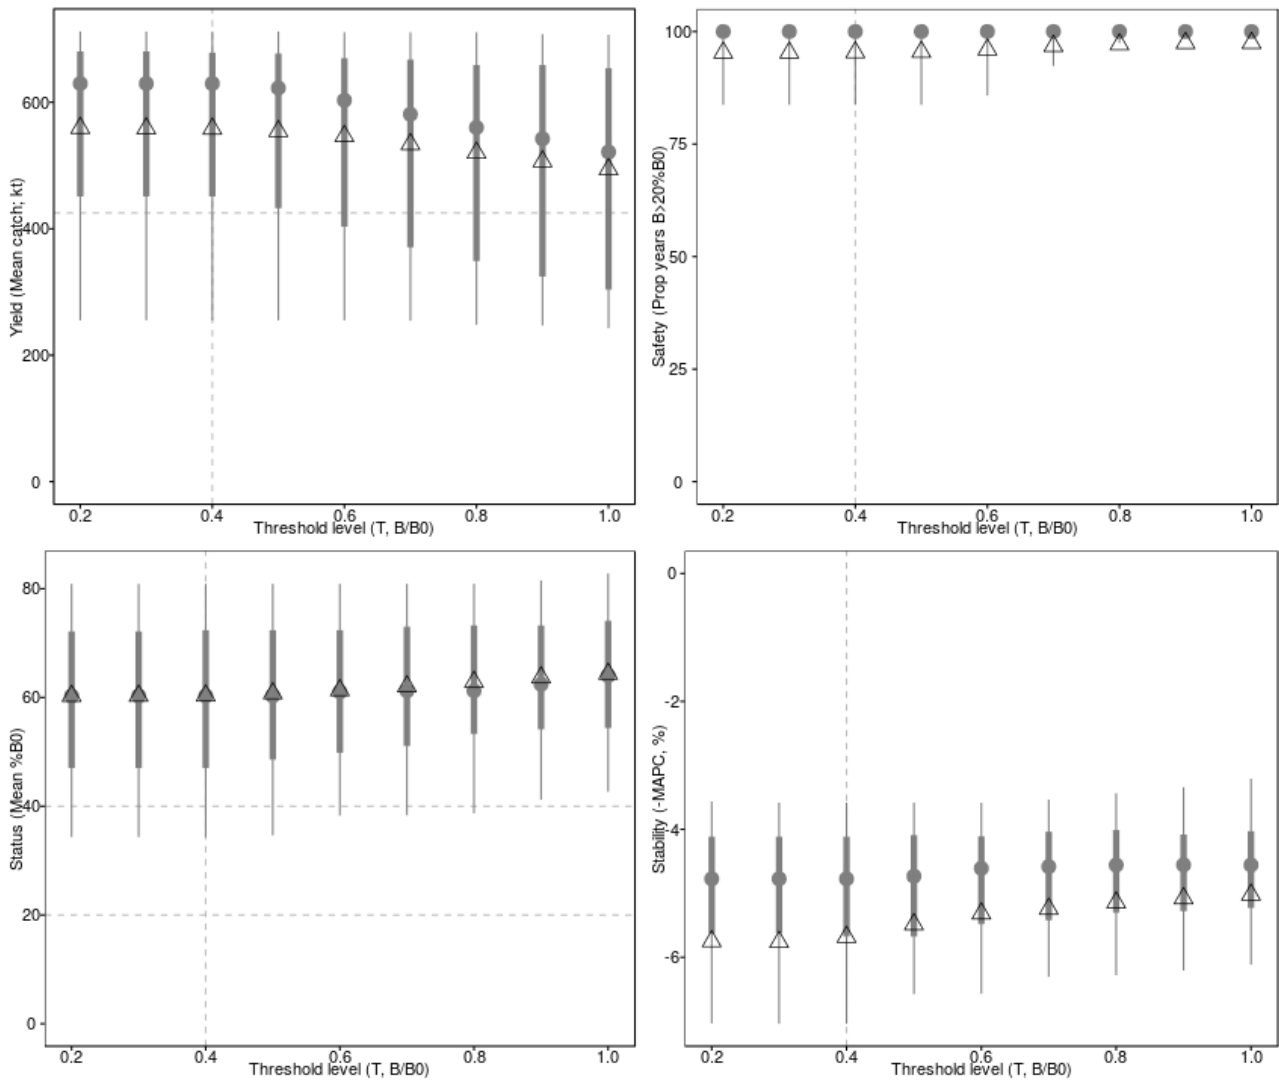 Yield (Mean catch; kt)
600
400
200
0
0.2 0.4 0.6 0.8 1.0
Threshold level (T, B/B0)
Safety (Prop years B>20%B0)
100
75
50
25
0
0.2 0.4 0.6 0.8 1.0
Threshold level (T, B/B0)
Status (Mean %B0)
80
60
40
20
0
0.2 0.4 0.6 0.8 1.0
Threshold level (T, B/B0)
Stability (-MAPC, %)
0
-2
-4
-6
0.2 0.4 0.6 0.8 1.0
Threshold level (T, B/B0)